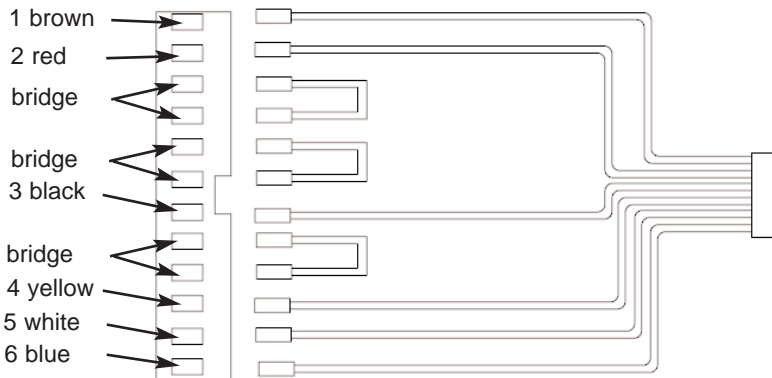 1 brown
2 red
bridge
bridge
3 black
bridge
4 yellow
5 white
6 blue